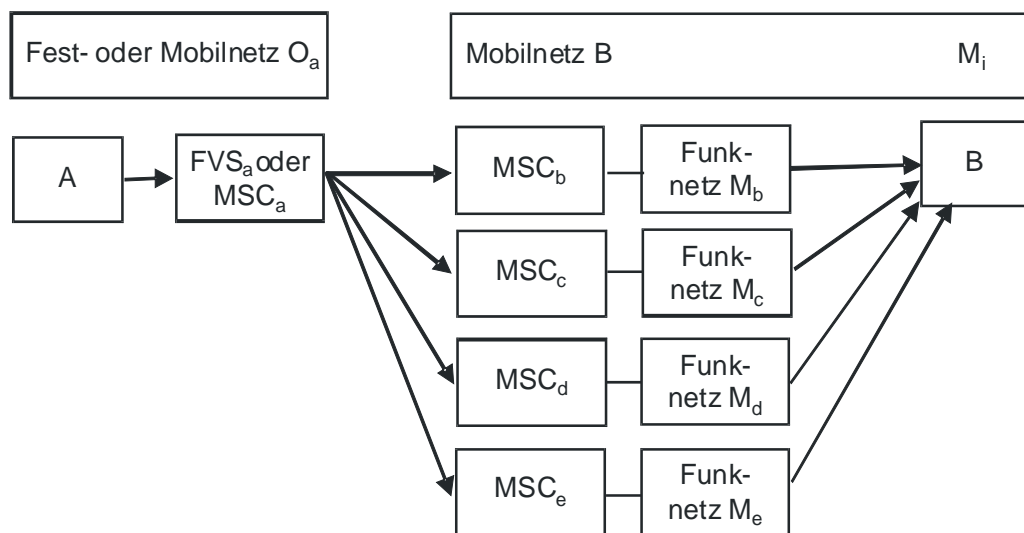 Fest- oder Mobilnetz Oa
Mobilnetz B Mi
A
FVSa oder
MSCa
MSCb
Funk-
netz Mb
B
MSCc
Funk-
netz Mc
MSCd
Funk-
netz Md
MSCe
Funk-
netz Me